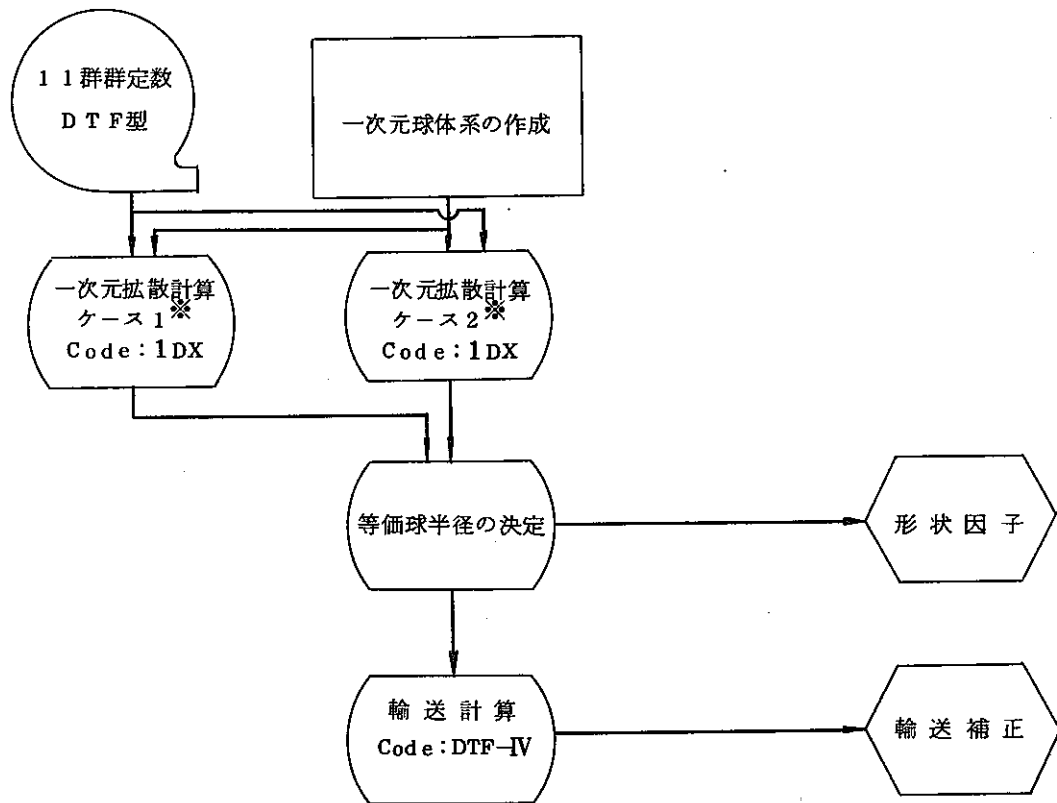 11群群定数
DTF型
一次元球体系の作成
一次元拡散計算
ケース1※
Code:1DX
一次元拡散計算
ケース2※
Code:1DX
等価球半径の決定
形状因子
輸送計算
Code:DTF-Ⅳ
輸送補正